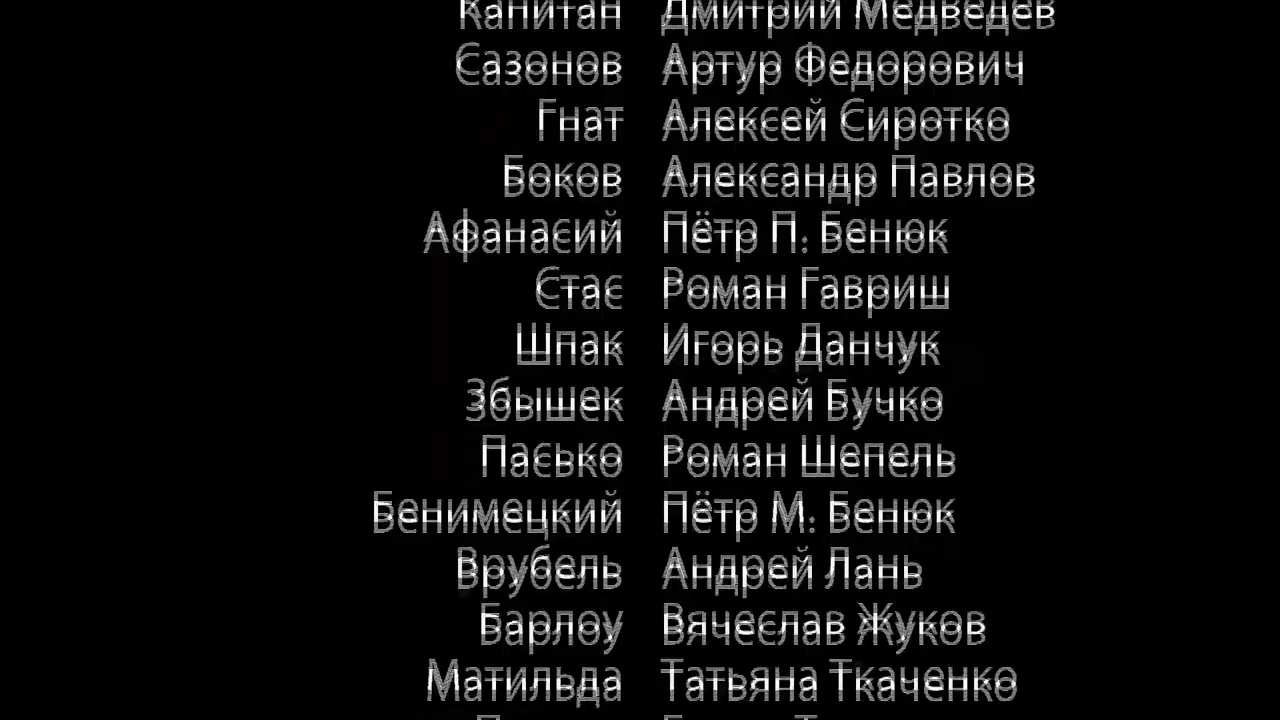 Капитан Дмитрий Медведев
Сазонов Артур Федорович
Гнат Алексей Сиротко
Боков Александр Павлов
Афанасий Пётр П. Бенюк
Стас Роман Гавриш
Шпак Игорь Данчук
Збышек Андрей Бучко
Пасько Роман Шепель
Бенимецкий Пётр М. Бенюк
Врубель Андрей Лань
Барлоу Вячеслав Жуков
Матильда Татьяна Ткаченко